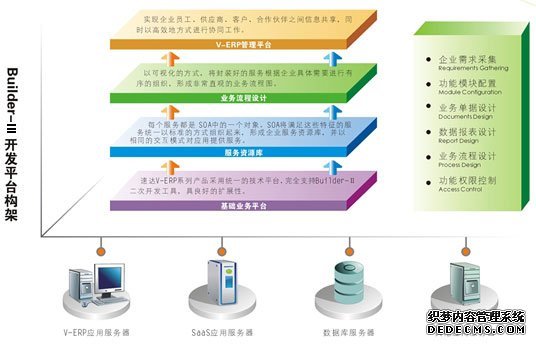 Builder-III 开发平台构架
实现企业员工、供应商、客户、合作伙伴之间信息共享，同
时以高效地方式进行协同工作。
V-ERP管理平台
以可视化的方式，将封装好的服务根据企业具体需要进行有
序的组织，形成非常直观的业务流程图。
业务流程设计
每个服务都是 SOA中的一个对象，SOA将满足这些特征的服
务统一以标准的方式组织起来，形成企业服务资源库，并以
相同的交互模式对应用提供服务。
服务资源库
速达V-ERP系列产品采用统一的技术平台，完全支持Builder-Ⅱ
二次开发工具，具良好的扩展性。
基础业务平台
企业需求采集
Requirements Gathering
功能模块配置
Module Configuration
业务单据设计
Documents Design
数据报表设计
Report Design
业务流程设计
Process Design
功能权限控制
Access Control
V-ERP应用服务器
SaaS应用服务器
数据库服务器
织梦内容管理系统
DEDECMS.COM